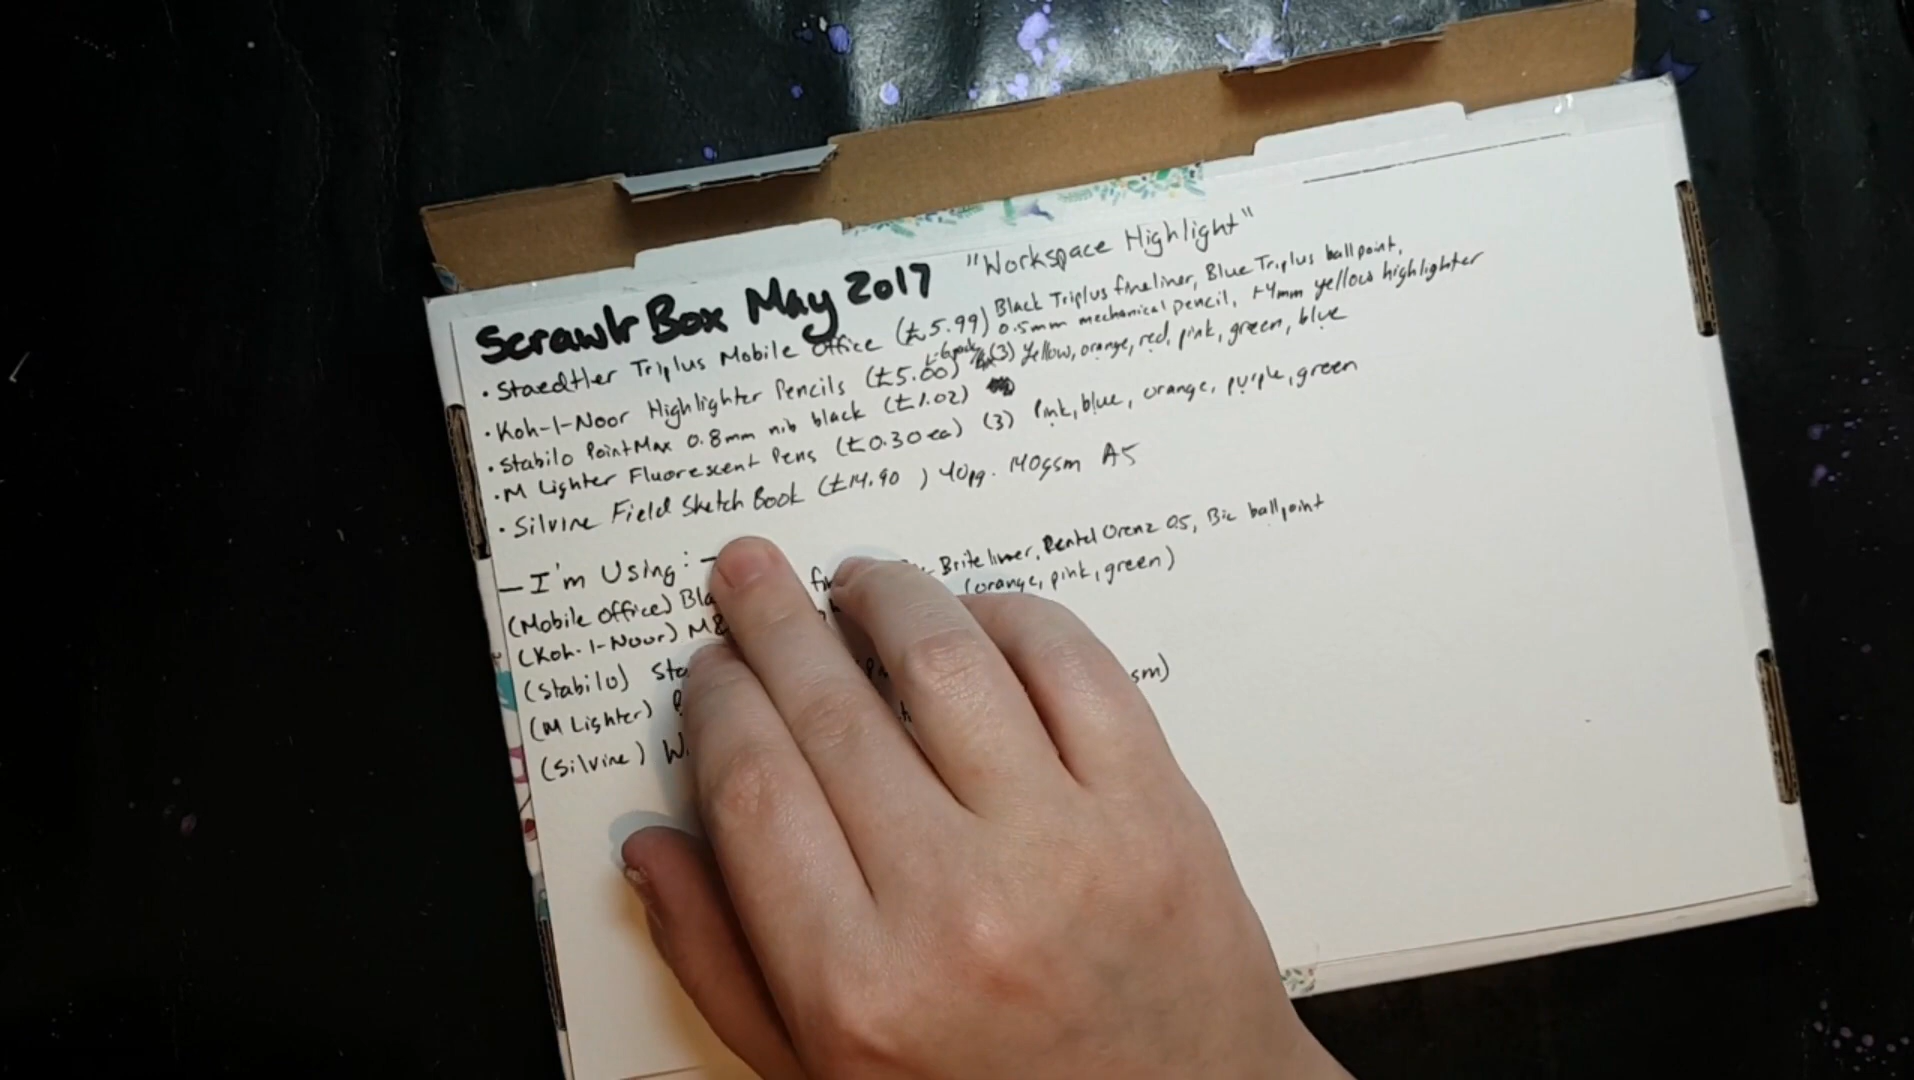 "Workspace Highlight"
Scrawlr Box May 2017
• Staedtler Triplus Mobile Office (£5.99) Black Triplus fineliner, Blue Triplus ballpoint,
0.5mm mechanical pencil, 1-4mm yellow highlighter
• Koh-I-Noor Highlighter Pencils (£5.00) (3) Yellow, orange, red, pink, green, blue
• Stabilo PointMax 0.8mm nib black (£1.02)
• M Lighter Fluorescent Pens (£0.30 ea) (3) Pink, blue, orange, purple, green
• Silvine Field Sketch Book (£14.90 ) 40pg. 140gsm A5
— I'm Using: —
(Mobile Office) Brite liner, Pentel Orenz 0.5, Bic ballpoint
(Koh-I-Noor) (orange, pink, green)
(Stabilo)
(M Lighter)
(Silvine)